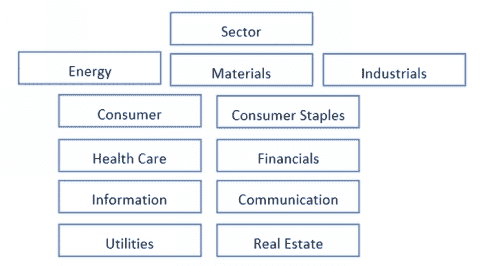 Sector
Energy
Materials
Industrials
Consumer
Consumer Staples
Health Care
Financials
Information
Communication
Utilities
Real Estate